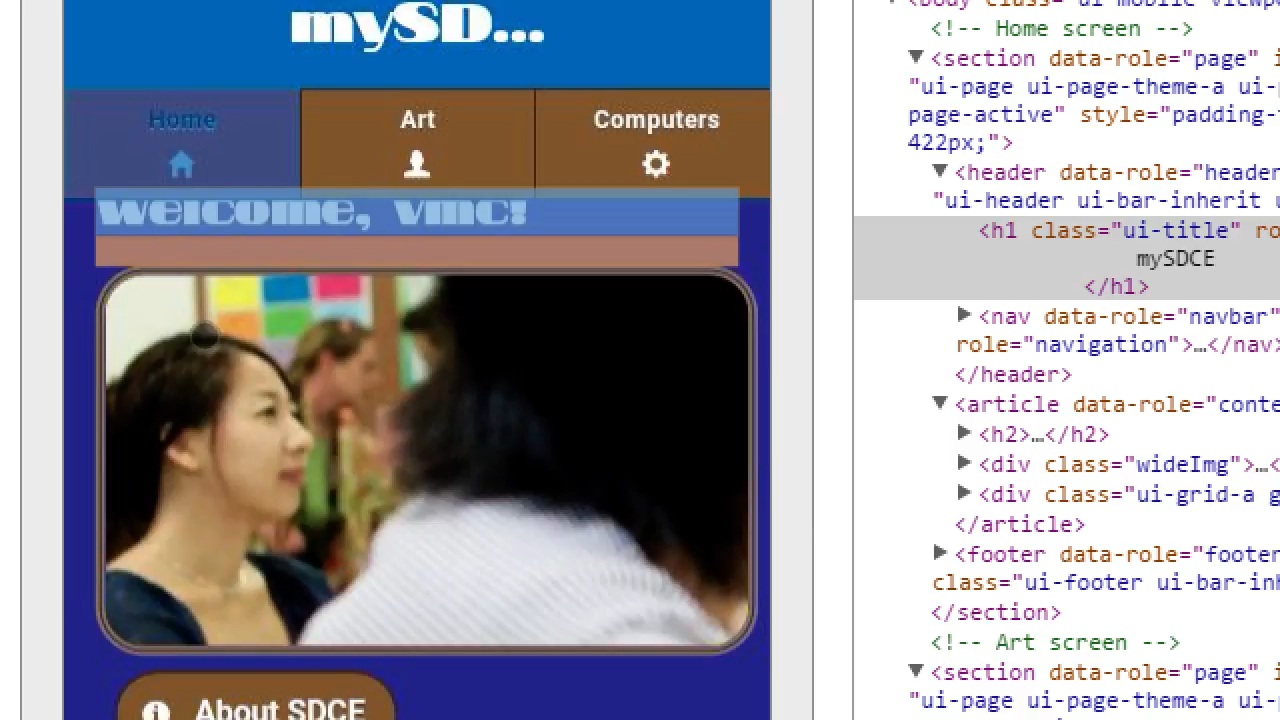 mySD...
Home
Art
Computers
Welcome, vmc!
About SDCE
<!-- Home screen -->
<section data-role="page"
"ui-page ui-page-theme-a ui-
page-active" style="padding-
422px;">
<header data-role="header
"ui-header ui-bar-inherit
<h1 class="ui-title" ro
mySDCE
</h1>
<nav data-role="navbar"
role="navigation">…</nav>
</header>
<article data-role="conte
<h2>…</h2>
<div class="wideImg">…<
<div class="ui-grid-a g
</article>
<footer data-role="footer
class="ui-footer ui-bar-inh
</section>
<!-- Art screen -->
<section data-role="page"
"ui-page ui-page-theme-a ui-